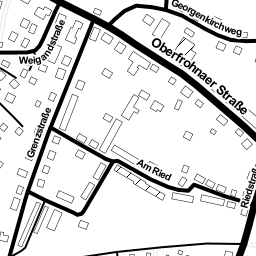 Georgenkirchweg
Weigandstraße
Oberfrohnaer Straße
Grenzstraße
Am Ried
Riedstraße